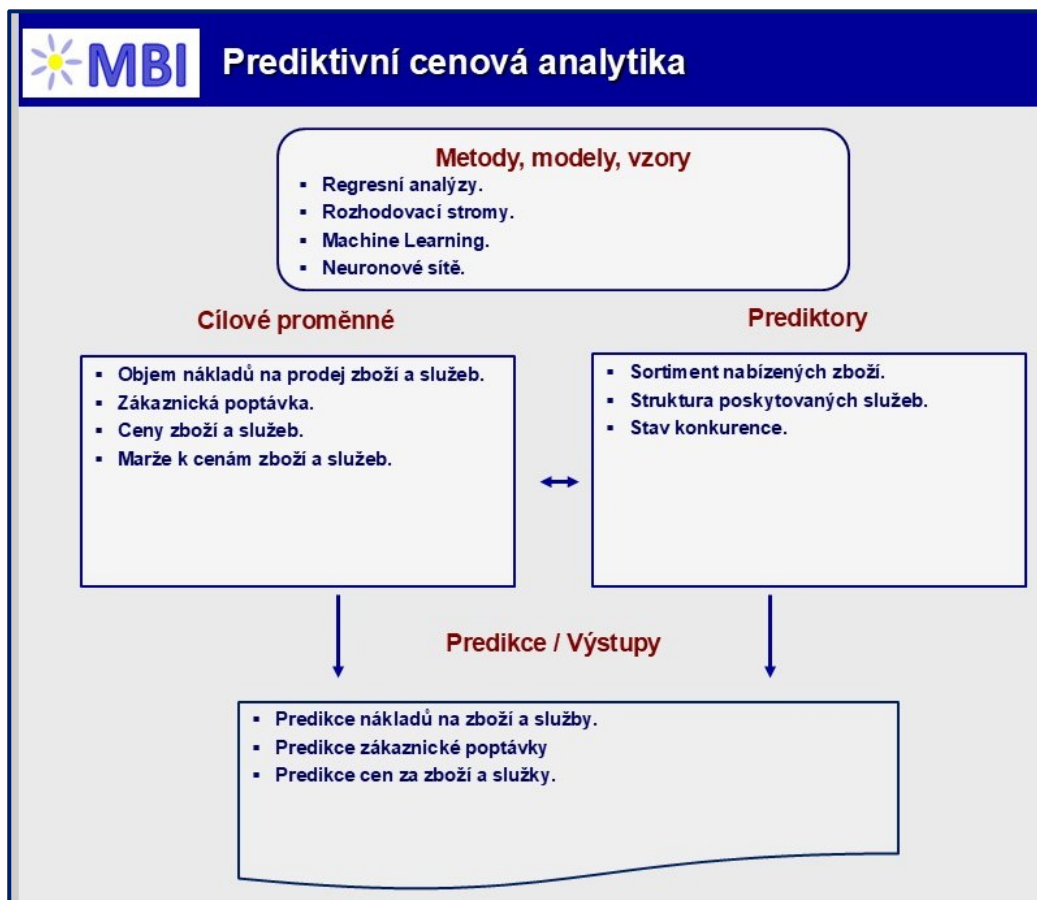 MBI
Prediktivní cenová analytika
Metody, modely, vzory
▪ Regresní analýzy.
▪ Rozhodovací stromy.
▪ Machine Learning.
▪ Neuronové sítě.
Cílové proměnné
▪ Objem nákladů na prodej zboží a služeb.
▪ Zákaznická poptávka.
▪ Ceny zboží a služeb.
▪ Marže k cenám zboží a služeb.
Prediktory
▪ Sortiment nabízených zboží.
▪ Struktura poskytovaných služeb.
▪ Stav konkurence.
Predikce / Výstupy
▪ Predikce nákladů na zboží a služby.
▪ Predikce zákaznické poptávky
▪ Predikce cen za zboží a služky.